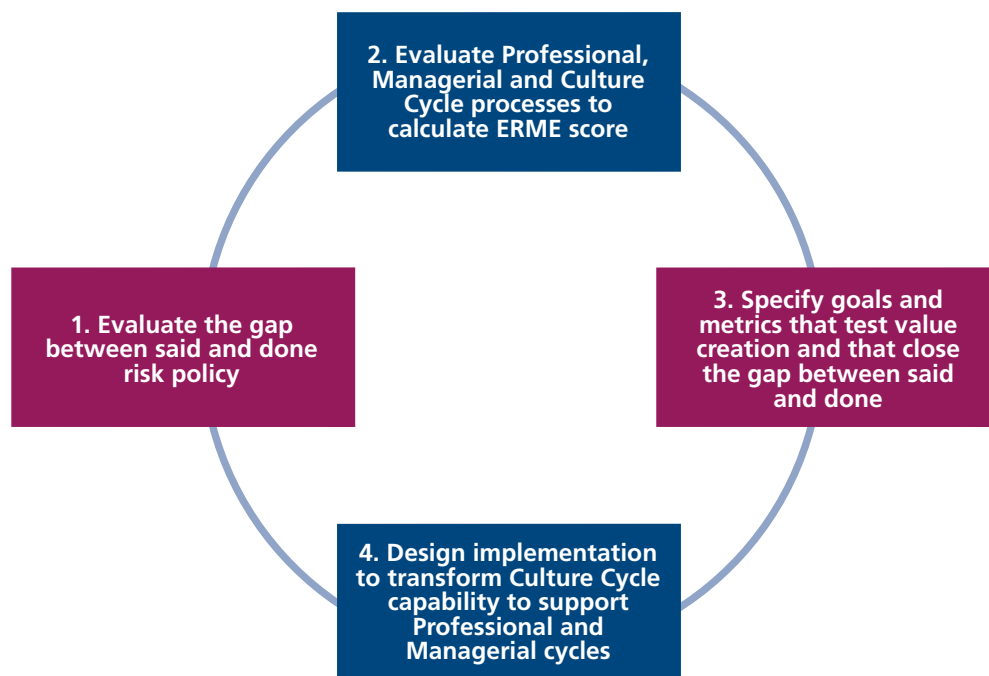 2. Evaluate Professional,
Managerial and Culture
Cycle processes to
calculate ERME score
1. Evaluate the gap
between said and done
risk policy
3. Specify goals and
metrics that test value
creation and that close
the gap between said
and done
4. Design implementation
to transform Culture Cycle
capability to support
Professional and
Managerial cycles